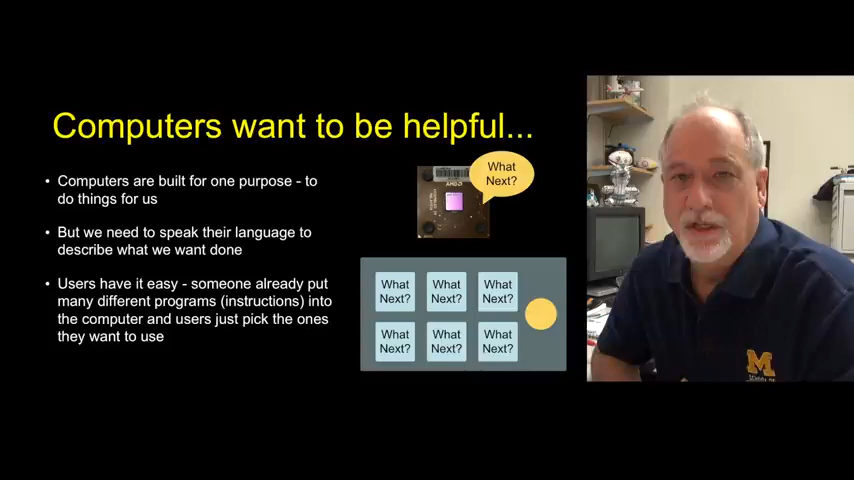 Computers want to be helpful...
• Computers are built for one purpose - to
do things for us
• But we need to speak their language to
describe what we want done
• Users have it easy - someone already put
many different programs (instructions) into
the computer and users just pick the ones
they want to use
What
Next?
AMD
What
Next?
What
Next?
What
Next?
What
Next?
What
Next?
What
Next?
M
SCHOOL OF